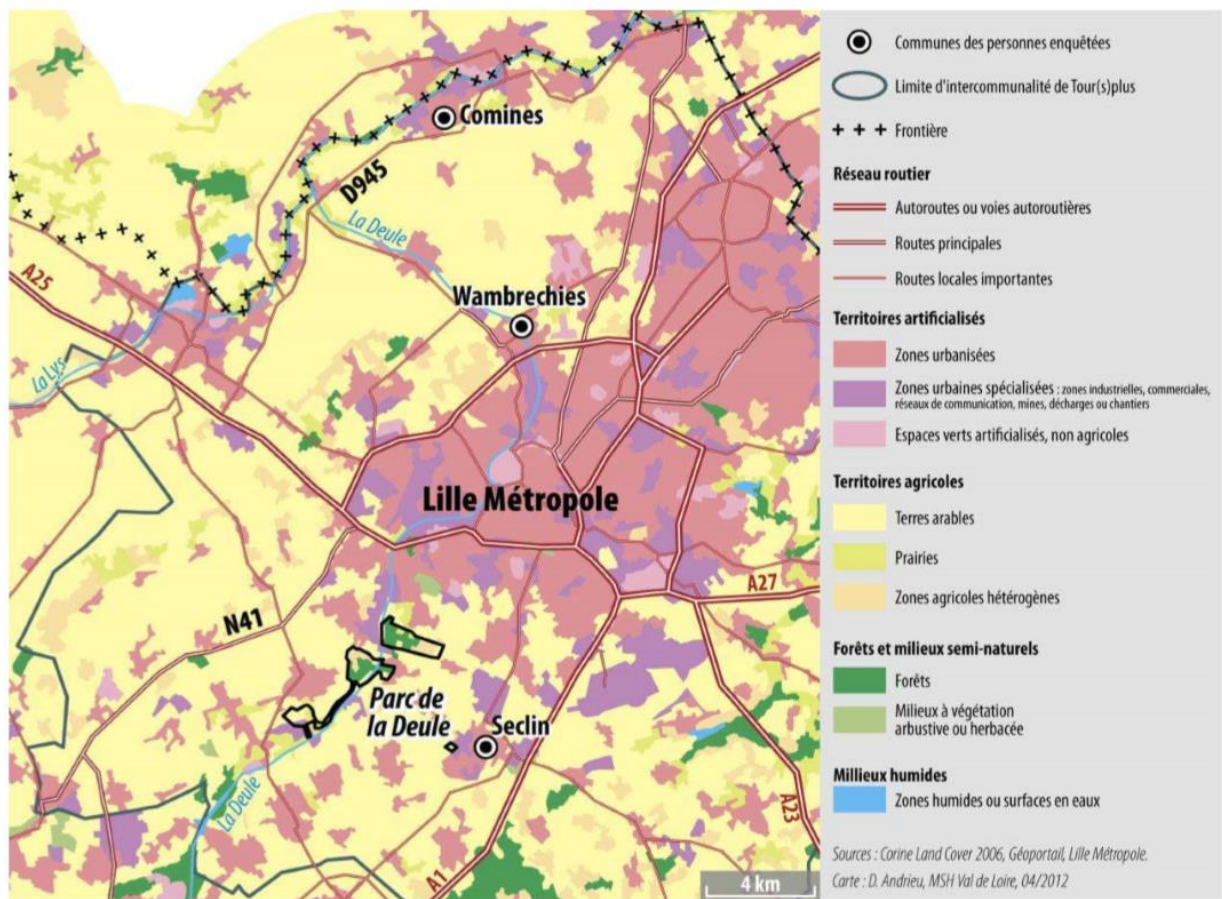 Comines
D945
La Deule
A25
Wambrechies
La Lys
Lille Métropole
A27
N41
Parc de
la Deule
Seclin
La Deule
A23
A1
4 km
Communes des personnes enquêtées
Limite d'intercommunalité de Tour(s)plus
Frontière
Réseau routier
Autoroutes ou voies autoroutières
Routes principales
Routes locales importantes
Territoires artificialisés
Zones urbanisées
Zones urbaines spécialisées : zones industrielles, commerciales,
réseaux de communication, mines, décharges ou chantiers
Espaces verts artificialisés, non agricoles
Territoires agricoles
Terres arables
Prairies
Zones agricoles hétérogènes
Forêts et milieux semi-naturels
Forêts
Milieux à végétation
arbustive ou herbacée
Millieux humides
Zones humides ou surfaces en eaux
Sources : Corine Land Cover 2006, Géoportail, Lille Métropole.
Carte : D. Andrieu, MSH Val de Loire, 04/2012